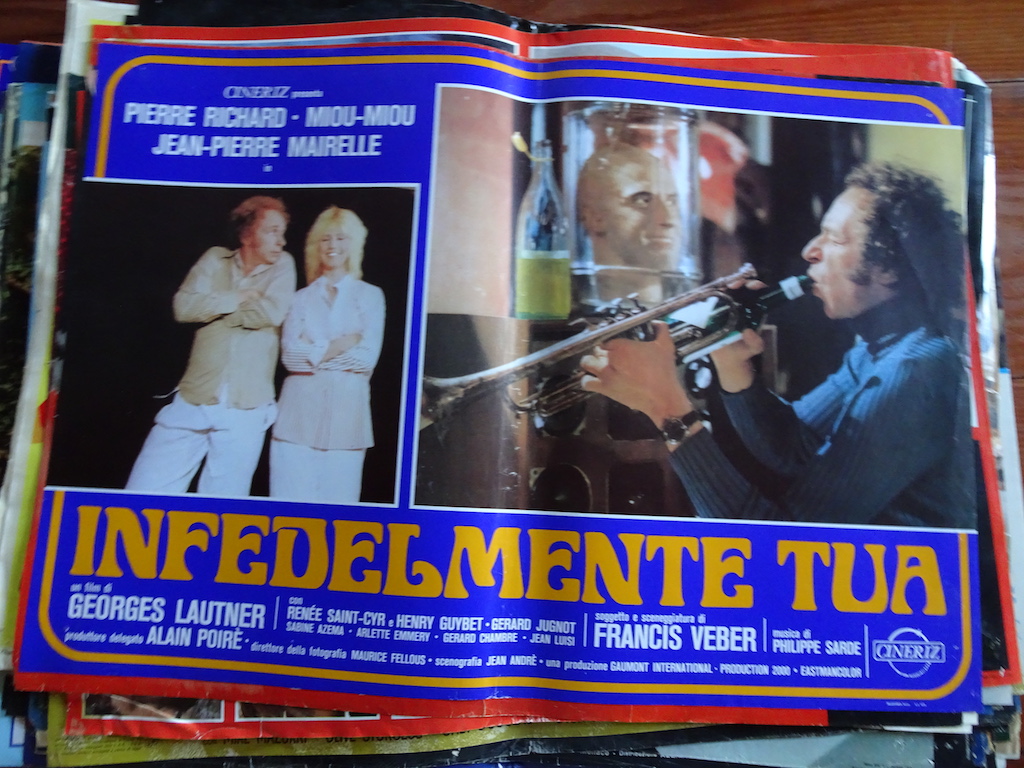 CINERIZ presenta
PIERRE RICHARD · MIOU-MIOU
JEAN-PIERRE MAIRELLE
in
INFEDELMENTE TUA
un film di
GEORGES LAUTNER
con
RENÉE SAINT-CYR e HENRY GUYBET · GERARD JUGNOT
SABINE AZEMA · ARLETTE EMMERY · GERARD CHAMBRE · JEAN LUISI
soggetto e sceneggiatura di
FRANCIS VEBER
musica di
PHILIPPE SARDE
CINERIZ
produttore delegato ALAIN POIRÈ · direttore della fotografia MAURICE FELLOUS · scenografia JEAN ANDRÈ · una produzione GAUMONT INTERNATIONAL · PRODUCTION 2000 · EASTMANCOLOR